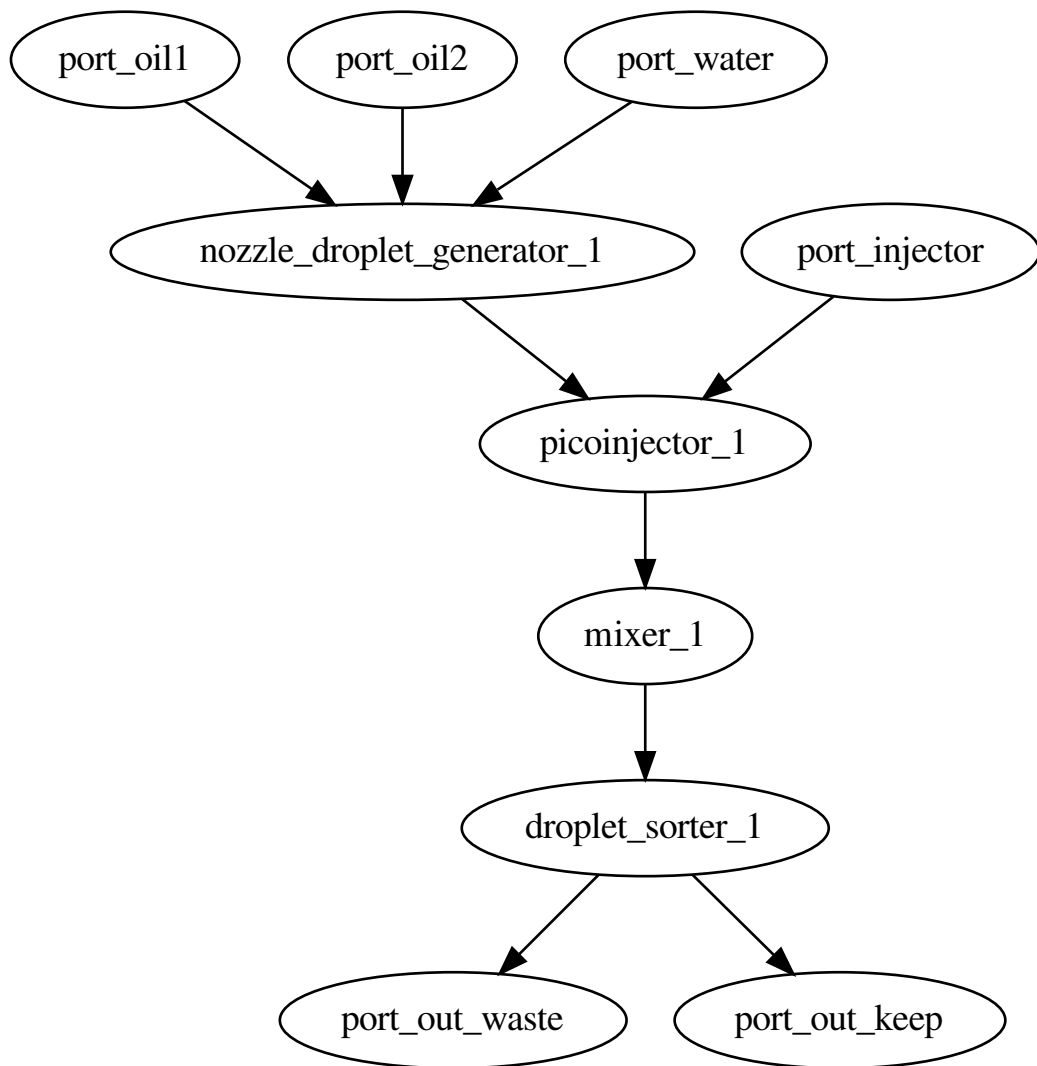 port_oil1
port_oil2
port_water
nozzle_droplet_generator_1
port_injector
picoinjector_1
mixer_1
droplet_sorter_1
port_out_waste
port_out_keep